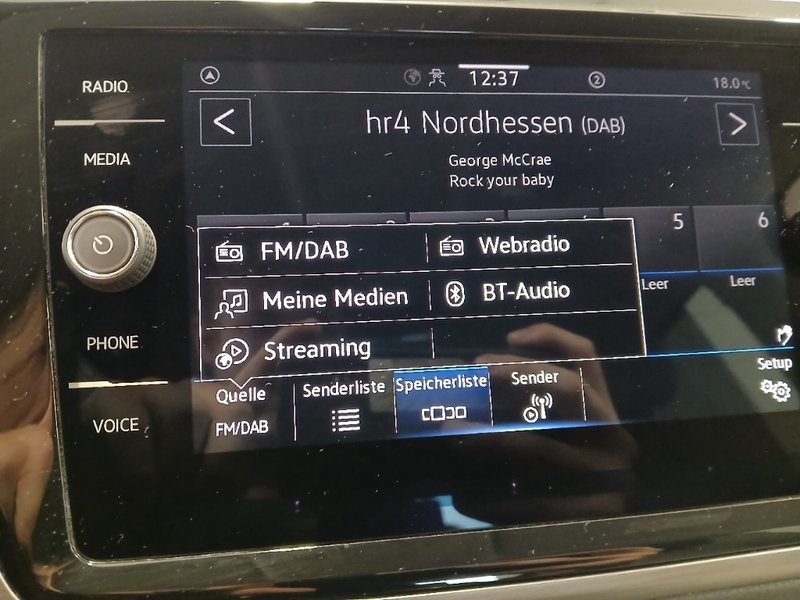 RADIO
MEDIA
PHONE
VOICE
12:37
2
18.0°C
hr4 Nordhessen (DAB)
George McCrae
Rock your baby
5
6
Leer
Leer
FM/DAB
Webradio
Meine Medien
BT-Audio
Streaming
Quelle
FM/DAB
Senderliste
Speicherliste
Sender
Setup